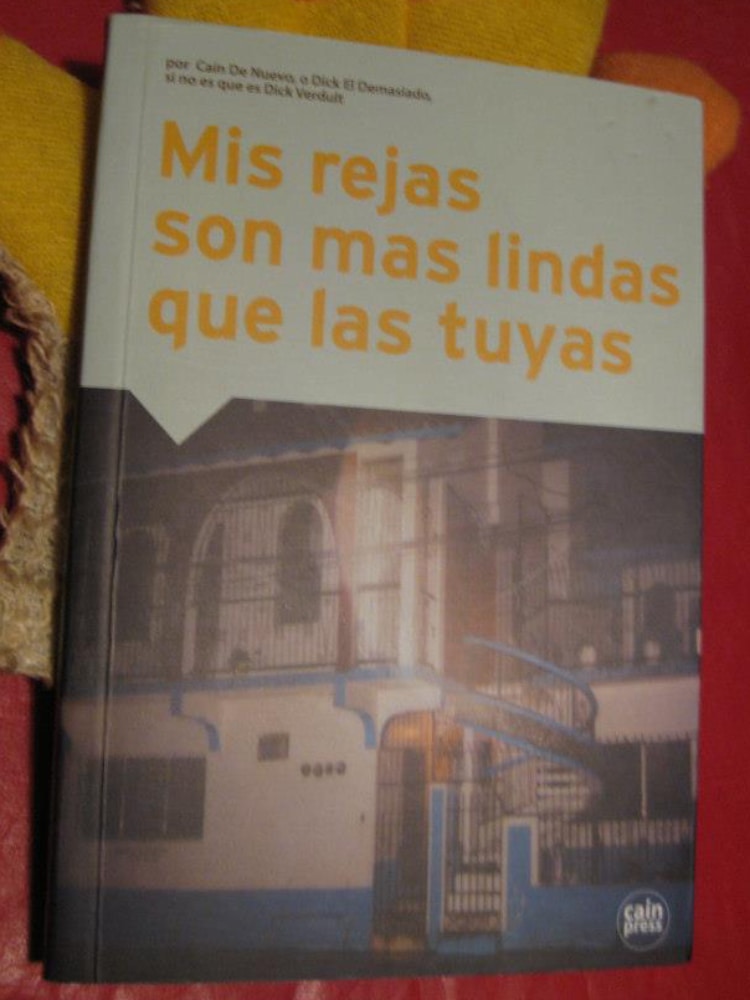 por Cain De Nuevo, o Dick El Demasiado,
si no es que es Dick Verdult
Mis rejas
son mas lindas
que las tuyas
cain
press